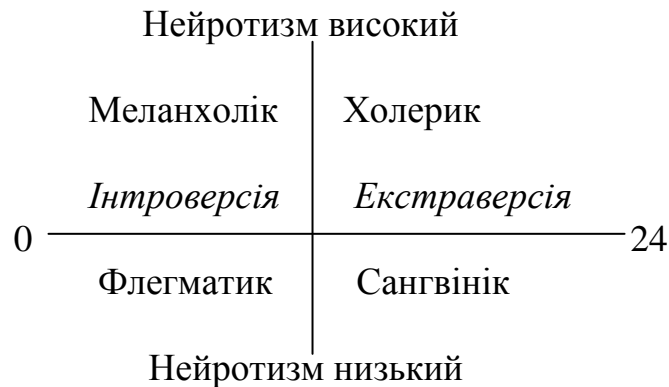 Нейротизм високий
Меланхолік Холерик
Інтроверсія Екстраверсія
0 24
Флегматик Сангвінік
Нейротизм низький